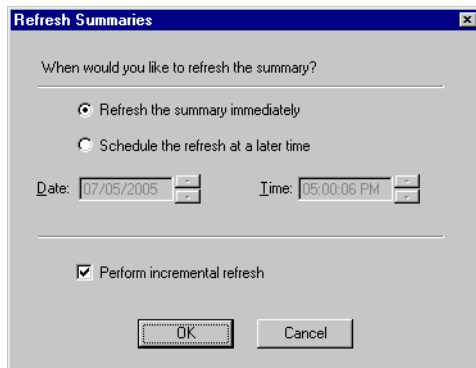 Refresh Summaries
When would you like to refresh the summary?
Refresh the summary immediately
Schedule the refresh at a later time
Date: 07/05/2005 Time: 05:00:06 PM
Perform incremental refresh
OK Cancel